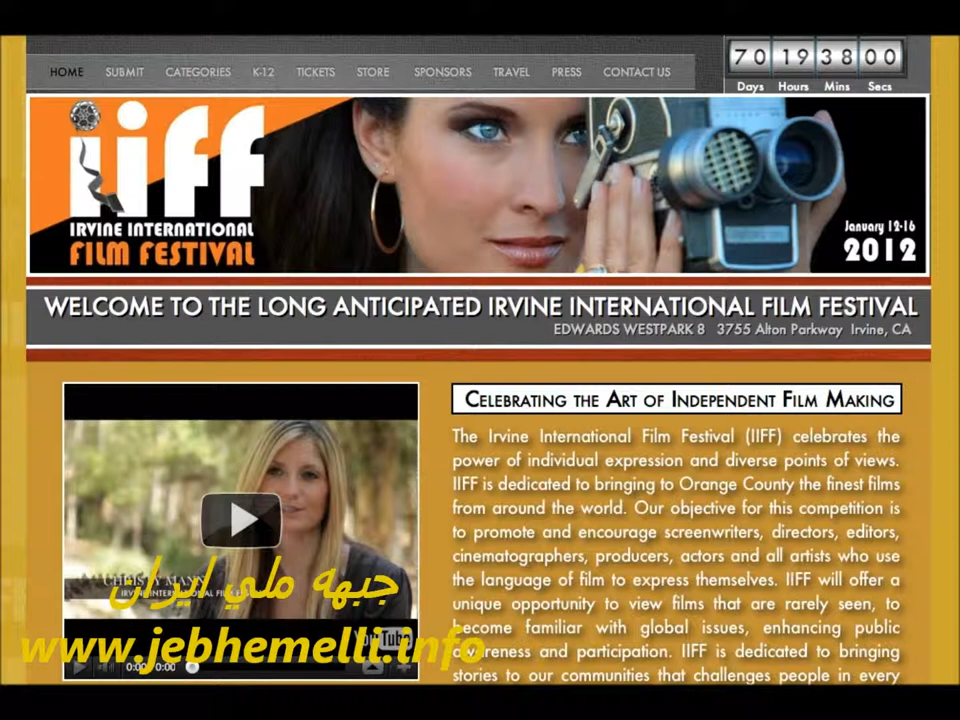 HOME SUBMIT CATEGORIES K-12 TICKETS STORE SPONSORS TRAVEL PRESS CONTACT US
70 19 38 00
Days Hours Mins Secs
iiff
IRVINE INTERNATIONAL
FILM FESTIVAL
January 12-16
2012
WELCOME TO THE LONG ANTICIPATED IRVINE INTERNATIONAL FILM FESTIVAL
EDWARDS WESTPARK 8 3755 Alton Parkway Irvine, CA
CELEBRATING THE ART OF INDEPENDENT FILM MAKING
The Irvine International Film Festival (IIFF) celebrates the
power of individual expression and diverse points of views.
IIFF is dedicated to bringing to Orange County the finest films
from around the world. Our objective for this competition is
to promote and encourage screenwriters, directors, editors,
cinematographers, producers, actors and all artists who use
the language of film to express themselves. IIFF will offer a
unique opportunity to view films that are rarely seen, to
become familiar with global issues, enhancing public
awareness and participation. IIFF is dedicated to bringing
stories to our communities that challenges people in every
CHRISTY MANN
IRVINE INTERNATIONAL FILM
جبهه ملي ايران
www.jebhemelli.info
YouTube
0:00 0:00